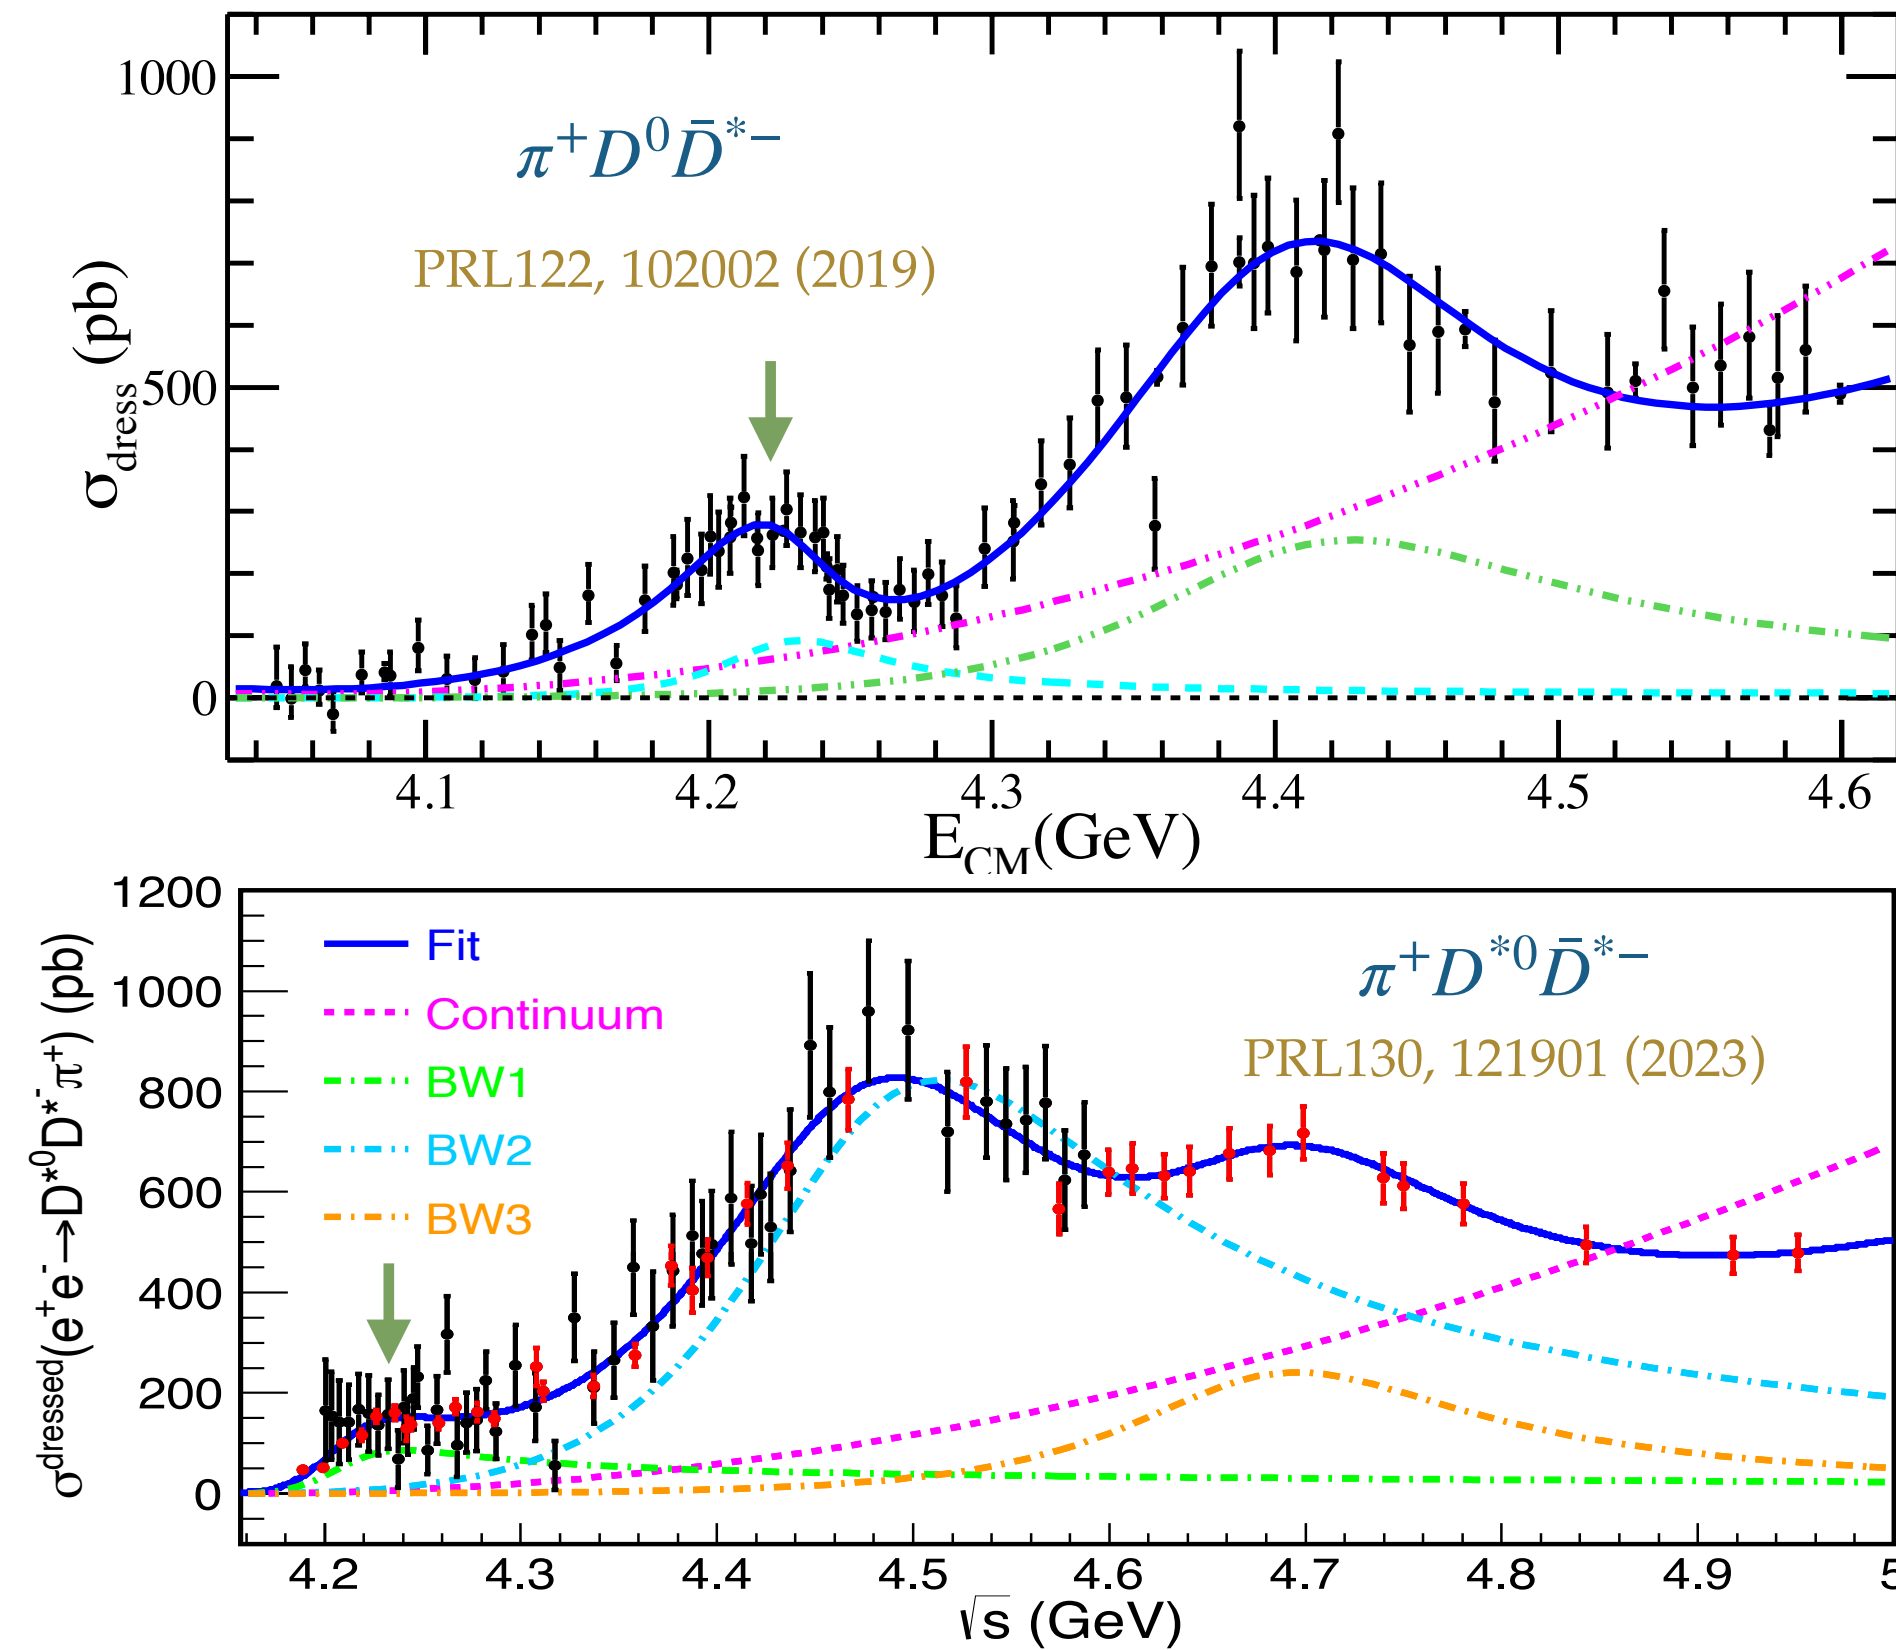 1000
π⁺D⁰D̄*⁻
PRL122, 102002 (2019)
500
0
σ_dress (pb)
4.1 4.2 4.3 4.4 4.5 4.6
E_CM(GeV)
1200
1000
800
600
400
200
0
σ^dressed(e⁺e⁻→D*⁰D*⁻π⁺) (pb)
Fit
Continuum
BW1
BW2
BW3
π⁺D*⁰D̄*⁻
PRL130, 121901 (2023)
4.2 4.3 4.4 4.5 4.6 4.7 4.8 4.9 5
√s (GeV)